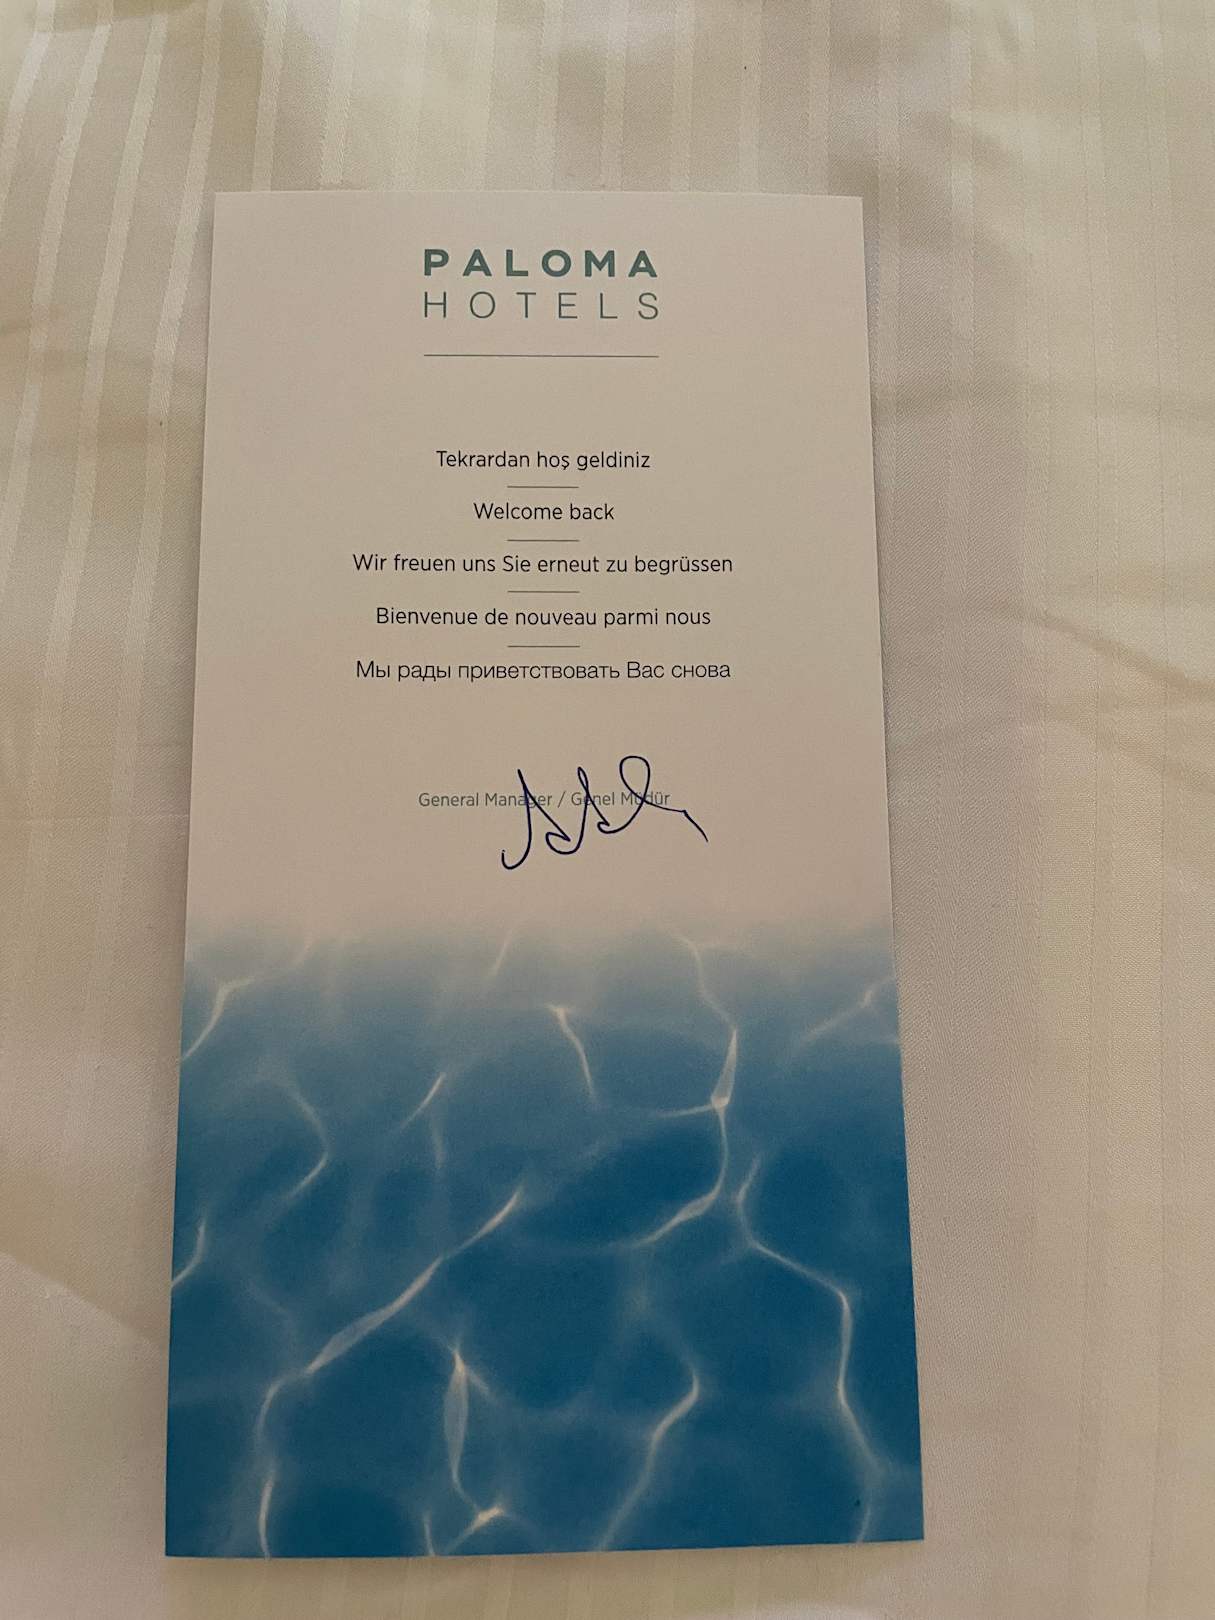 PALOMA
HOTELS
Tekrardan hoş geldiniz
Welcome back
Wir freuen uns Sie erneut zu begrüssen
Bienvenue de nouveau parmi nous
Мы рады приветствовать Вас снова
General Manager / Genel Müdür